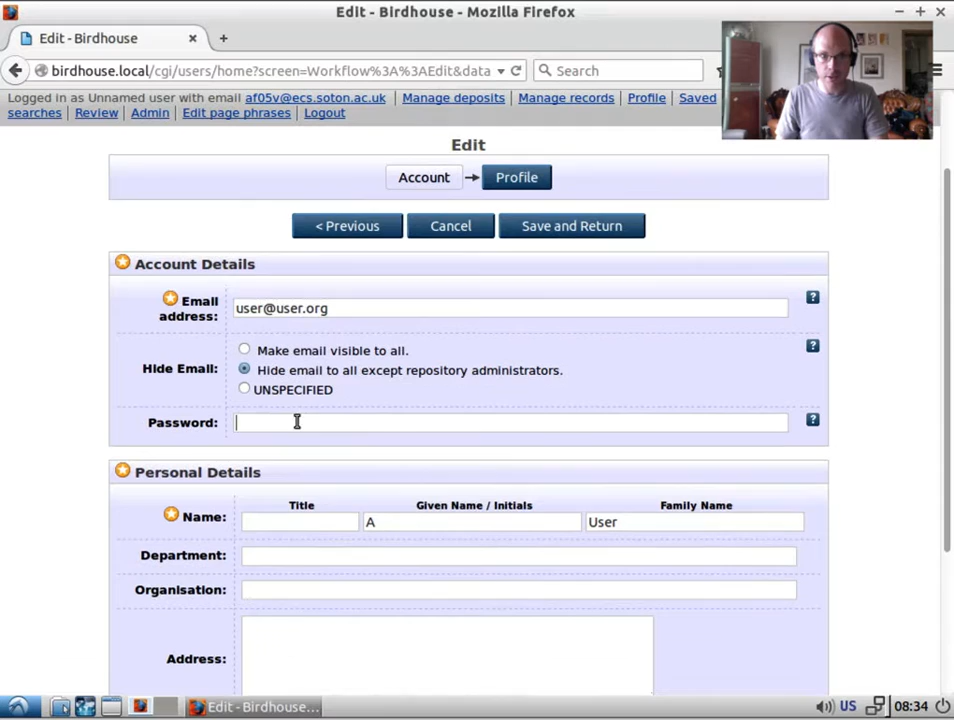 Edit - Birdhouse - Mozilla Firefox
Edit - Birdhouse
birdhouse.local/cgi/users/home?screen=Workflow%3A%3AEdit&data
Search
Logged in as Unnamed user with email af05v@ecs.soton.ac.uk Manage deposits Manage records Profile Saved
searches Review Admin Edit page phrases Logout
Edit
Account
Profile
< Previous
Cancel
Save and Return
Account Details
Email
address:
user@user.org
?
Hide Email:
Make email visible to all.
?
Hide email to all except repository administrators.
UNSPECIFIED
Password:
?
Personal Details
Title
Given Name / Initials
Family Name
Name:
A
User
Department:
Organisation:
Address:
Edit - Birdhouse...
US
08:34